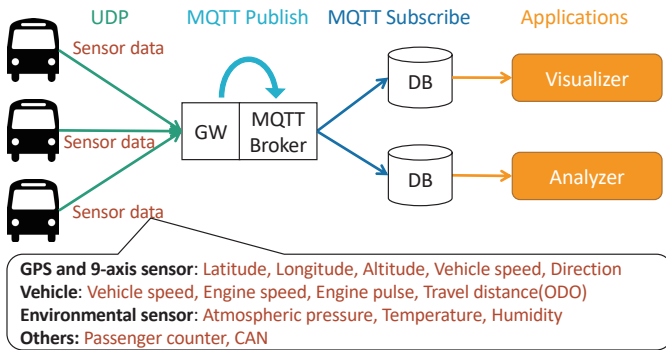 UDP
MQTT Publish
MQTT Subscribe
Applications
Sensor data
Sensor data
Sensor data
GW
MQTT
Broker
DB
DB
Visualizer
Analyzer
GPS and 9-axis sensor: Latitude, Longitude, Altitude, Vehicle speed, Direction
Vehicle: Vehicle speed, Engine speed, Engine pulse, Travel distance(ODO)
Environmental sensor: Atmospheric pressure, Temperature, Humidity
Others: Passenger counter, CAN